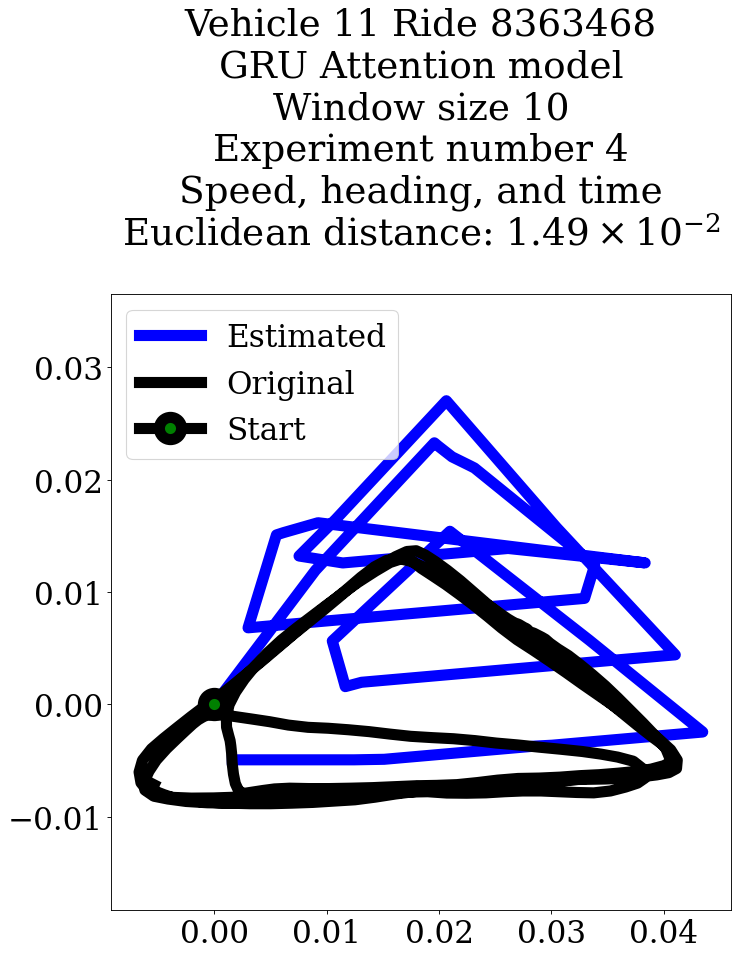 Vehicle 11 Ride 8363468
GRU Attention model
Window size 10
Experiment number 4
Speed, heading, and time
Euclidean distance: 1.49 × 10⁻²
Estimated
Original
Start
0.03
0.02
0.01
0.00
−0.01
0.00 0.01 0.02 0.03 0.04